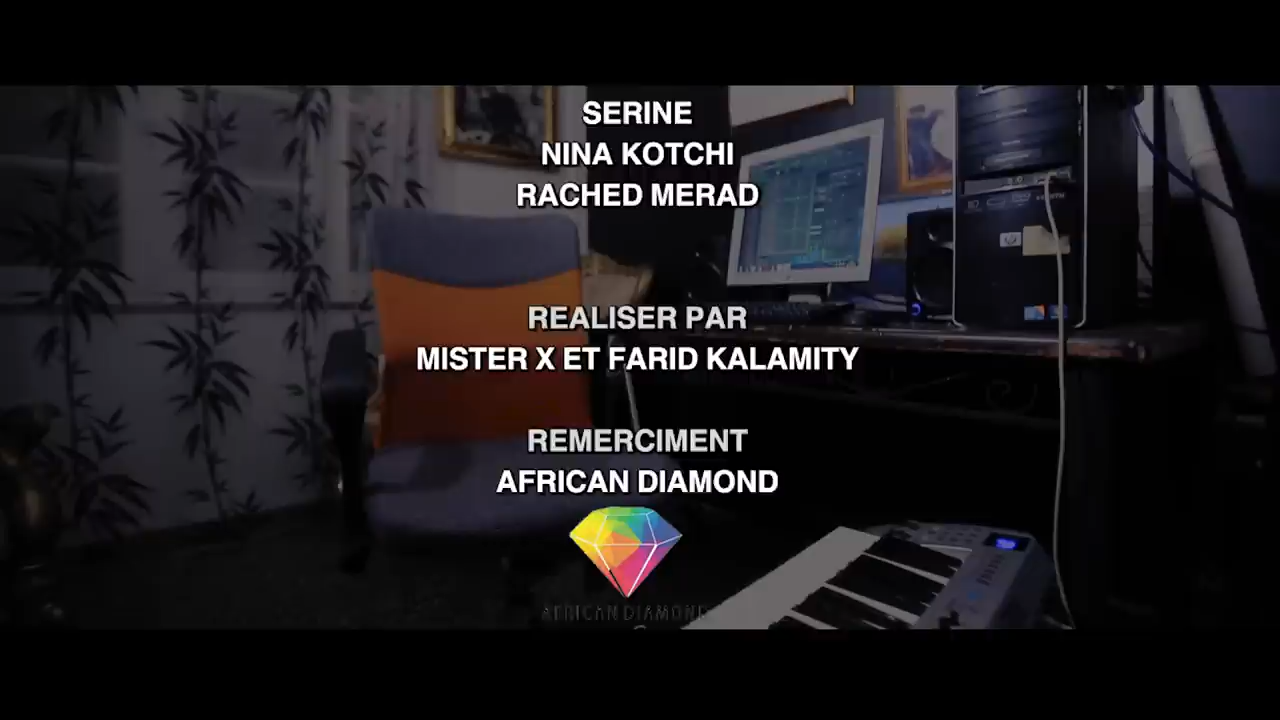 SERINE
NINA KOTCHI
RACHED MERAD
REALISER PAR
MISTER X ET FARID KALAMITY
REMERCIMENT
AFRICAN DIAMOND
AFRICAN DIAMOND